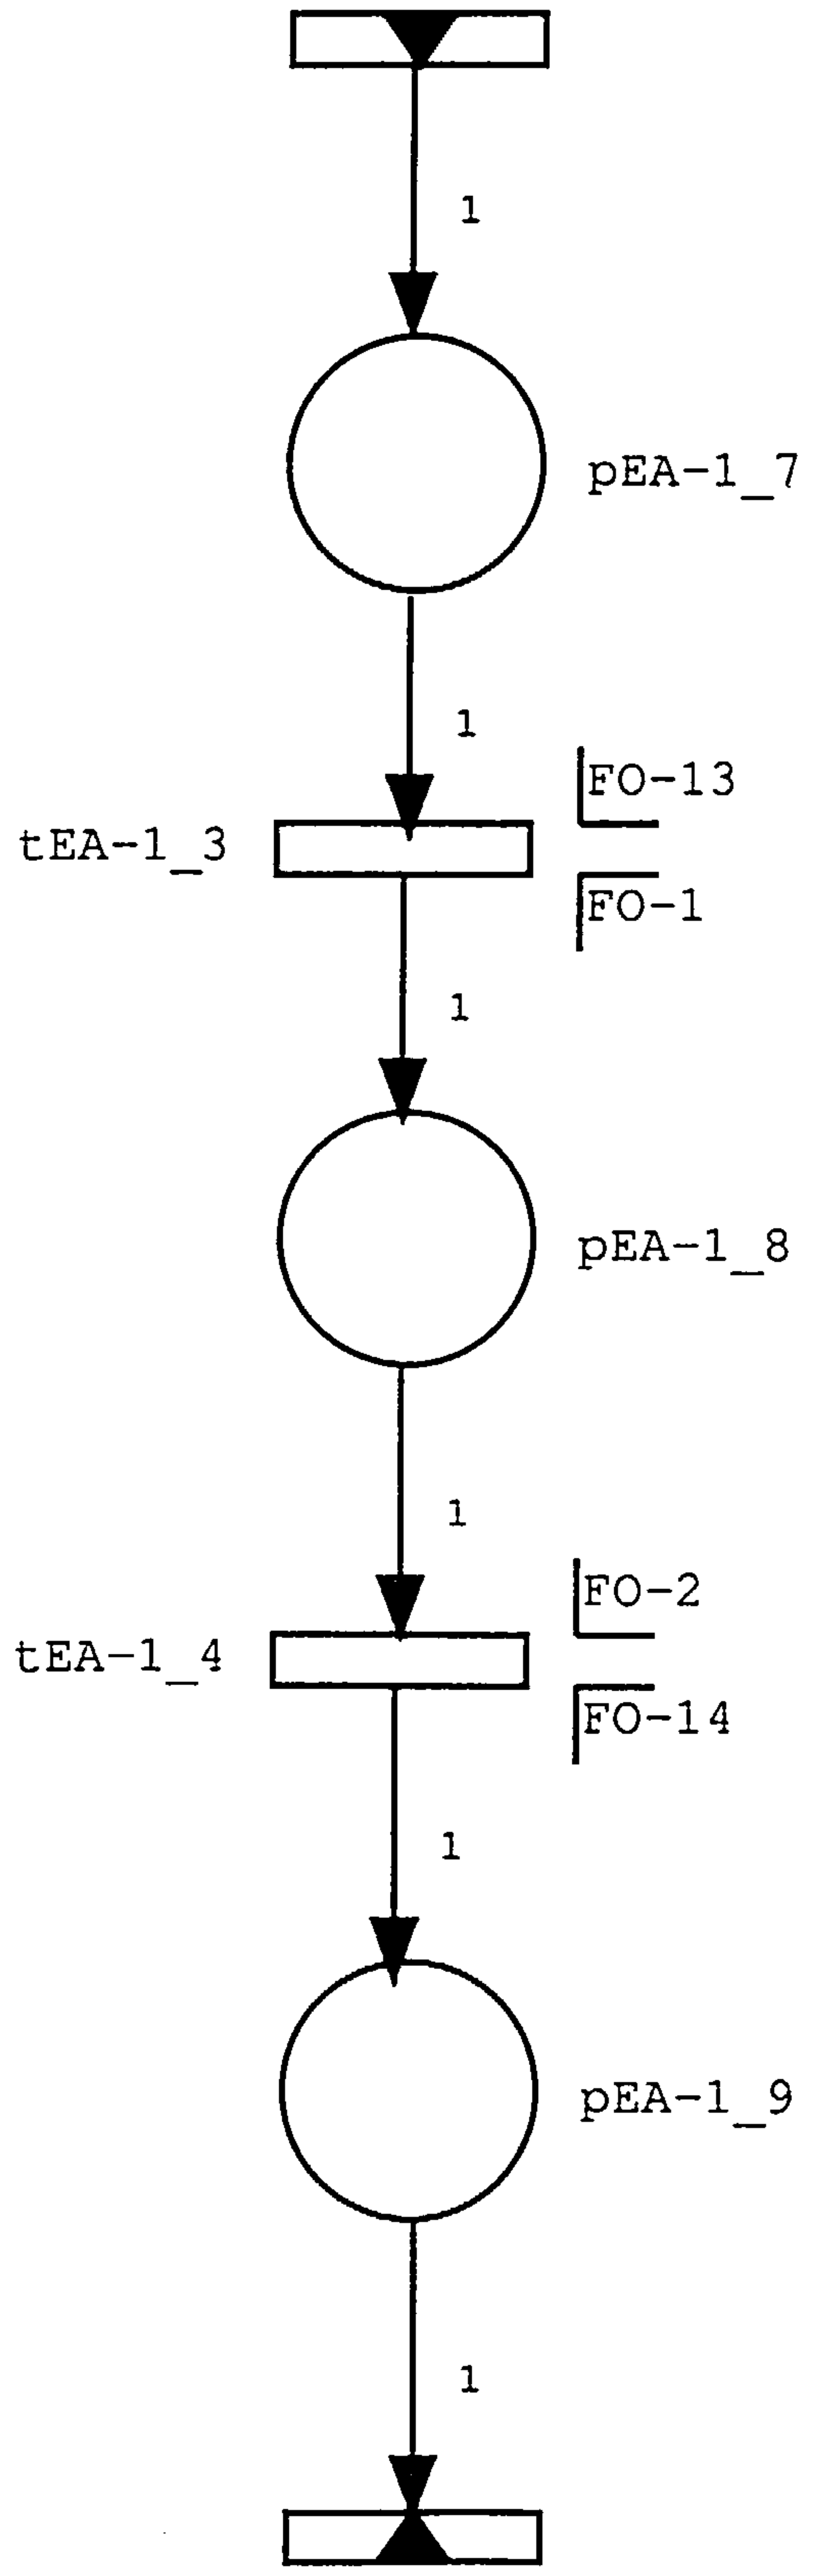 1
pEA-1_7
1
FO-13
tEA-1_3
FO-1
1
pEA-1_8
1
FO-2
tEA-1_4
FO-14
1
pEA-1_9
1